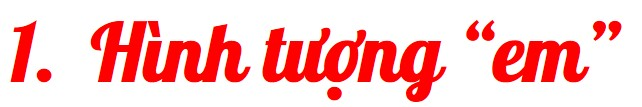 1. Hình tượng “em”